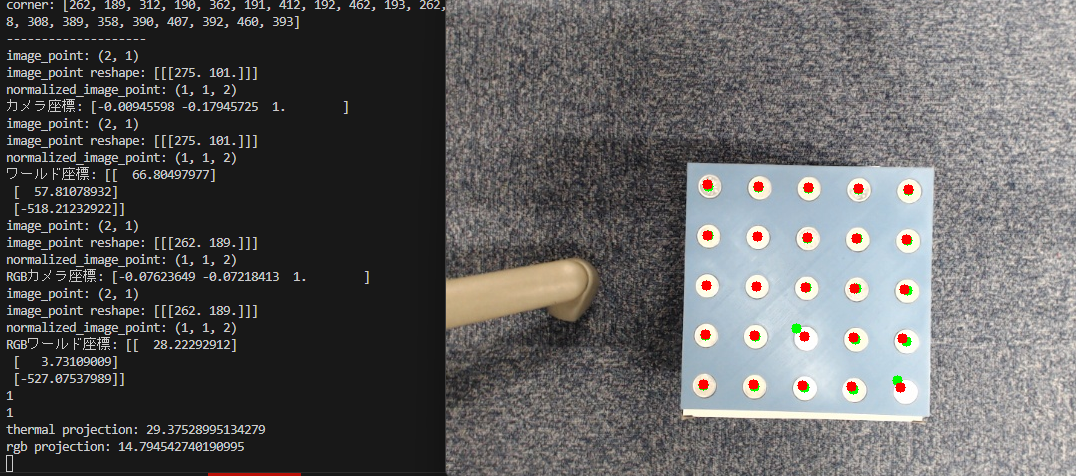 corner: [262, 189, 312, 190, 362, 191, 412, 192, 462, 193, 262,
8, 308, 389, 358, 390, 407, 392, 460, 393]
--------------------
image_point: (2, 1)
image_point reshape: [[[275. 101.]]]
normalized_image_point: (1, 1, 2)
カメラ座標: [-0.00945598 -0.17945725  1.        ]
image_point: (2, 1)
image_point reshape: [[[275. 101.]]]
normalized_image_point: (1, 1, 2)
ワールド座標: [[  66.80497977]
 [  57.81078932]
 [-518.21232922]]
image_point: (2, 1)
image_point reshape: [[[262. 189.]]]
normalized_image_point: (1, 1, 2)
RGBカメラ座標: [-0.07623649 -0.07218413  1.        ]
image_point: (2, 1)
image_point reshape: [[[262. 189.]]]
normalized_image_point: (1, 1, 2)
RGBワールド座標: [[  28.22292912]
 [   3.73109009]
 [-527.07537989]]
1
1
thermal projection: 29.37528995134279
rgb projection: 14.794542740190995